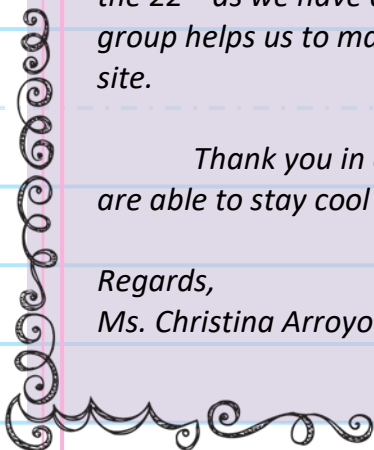 the 22 as we have
group helps us to ma
site.
Thank you in
are able to stay cool
Regards,
Ms. Christina Arroyo